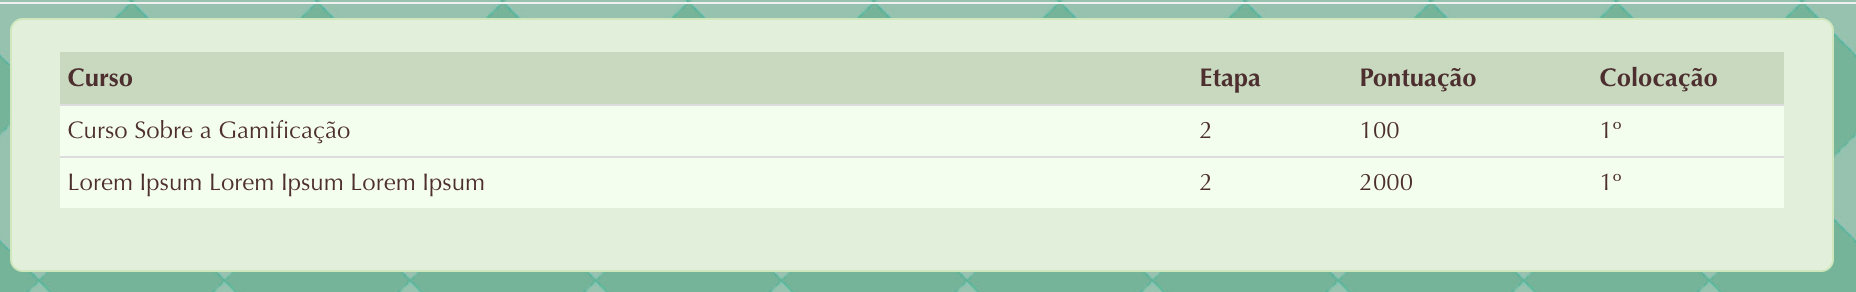 Curso Etapa Pontuação Colocação
Curso Sobre a Gamificação 2 100 1º
Lorem Ipsum Lorem Ipsum Lorem Ipsum 2 2000 1º